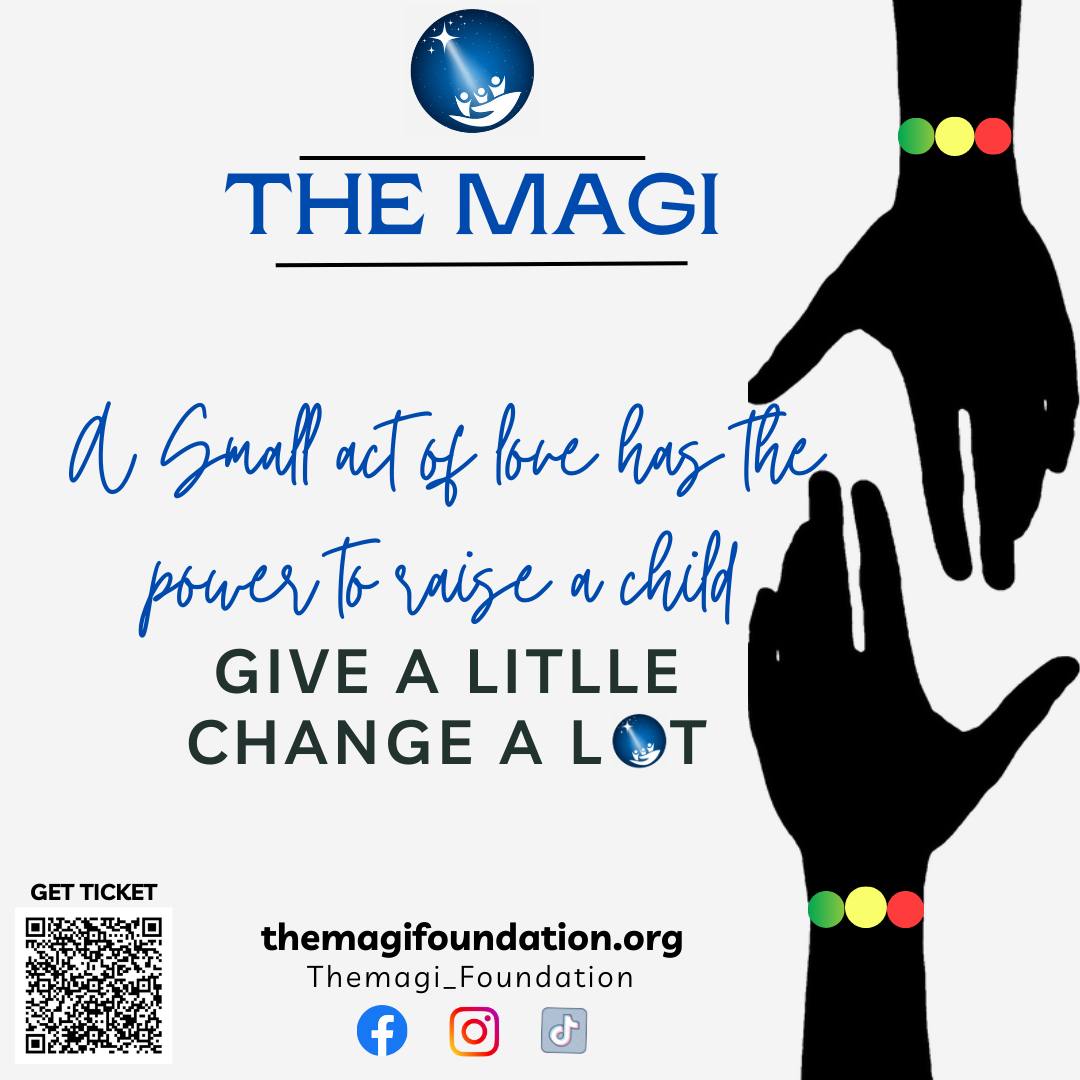 THE MAGI
A Small act of love has the
power to raise a child
GIVE A LITLLE
CHANGE A LOT
GET TICKET
themagifoundation.org
Themagi_Foundation